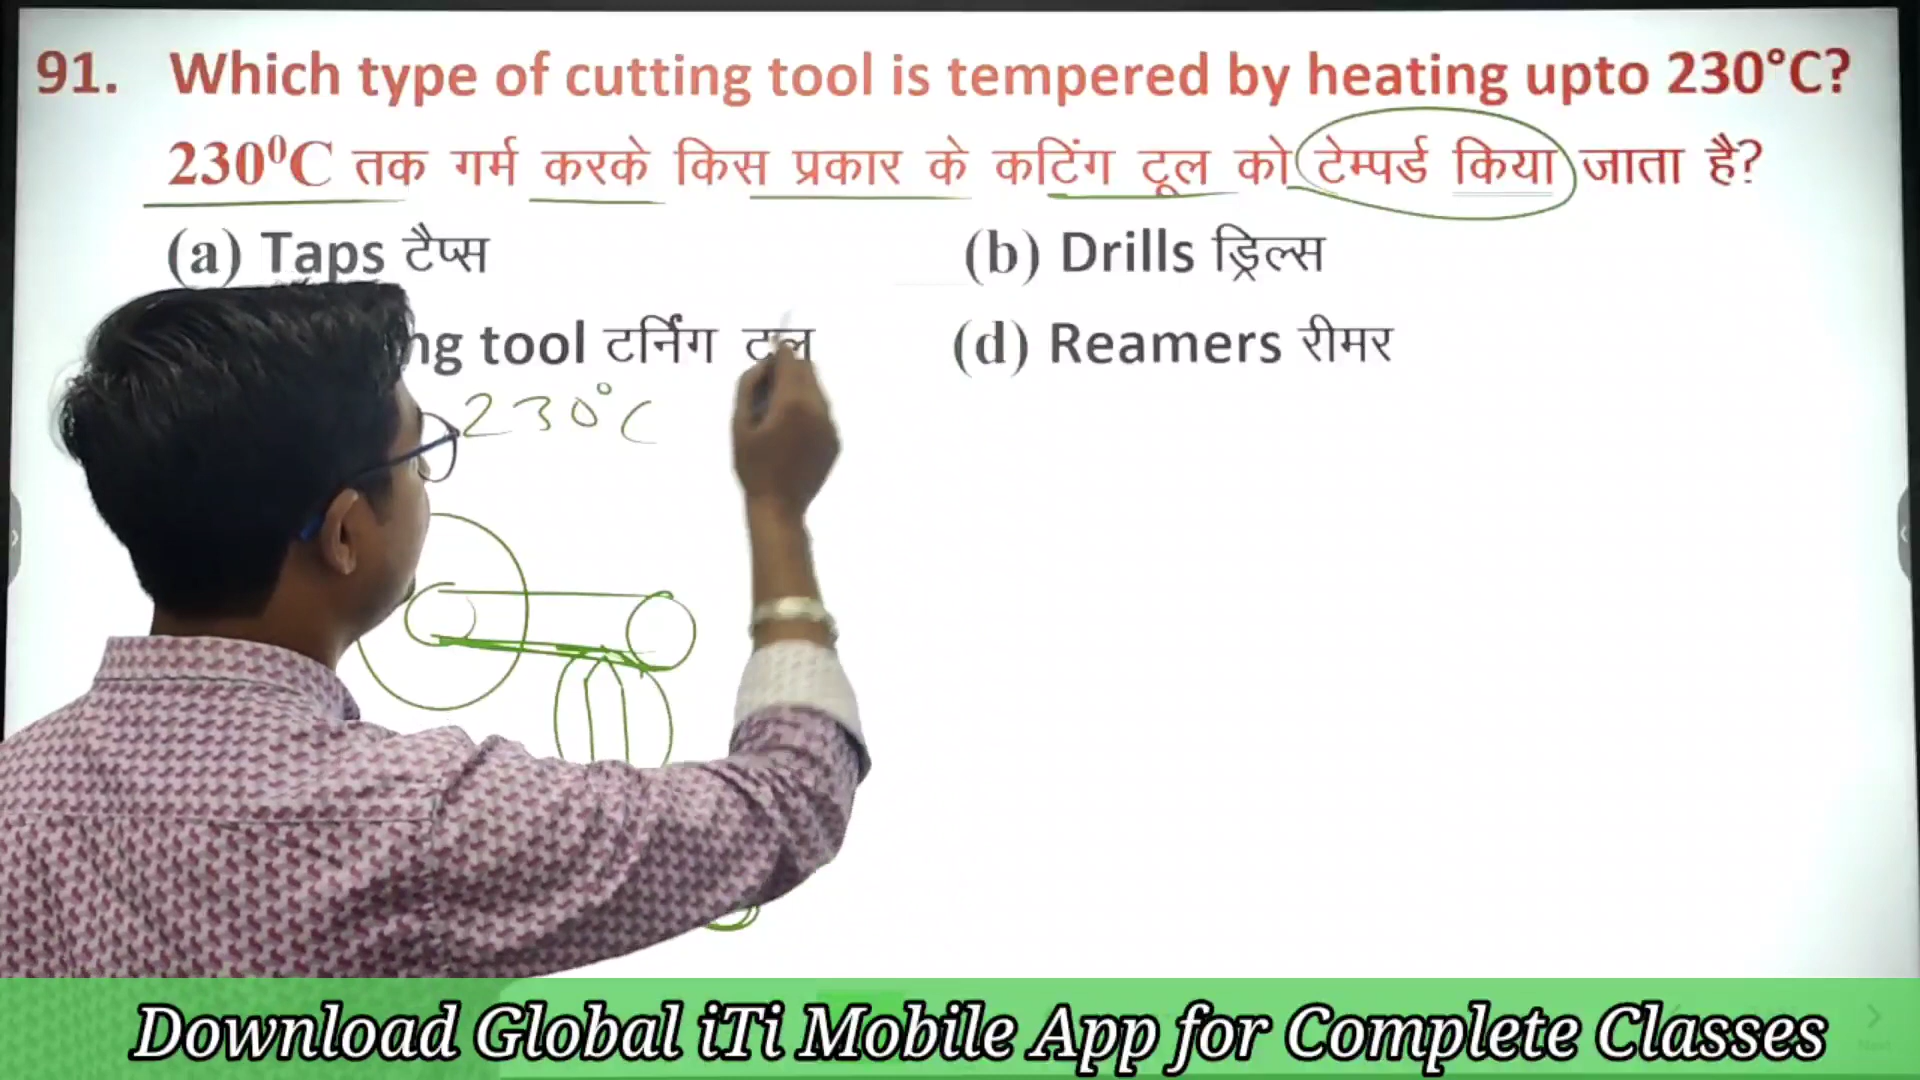 91. Which type of cutting tool is tempered by heating upto 230°C?
230⁰C तक गर्म करके किस प्रकार के कटिंग टूल को टेम्पर्ड किया जाता है?
(a) Taps टैप्स (b) Drills ड्रिल्स
tool टर्निंग (d) Reamers रीमर
230°C
Download Global iTi Mobile App for Complete Classes